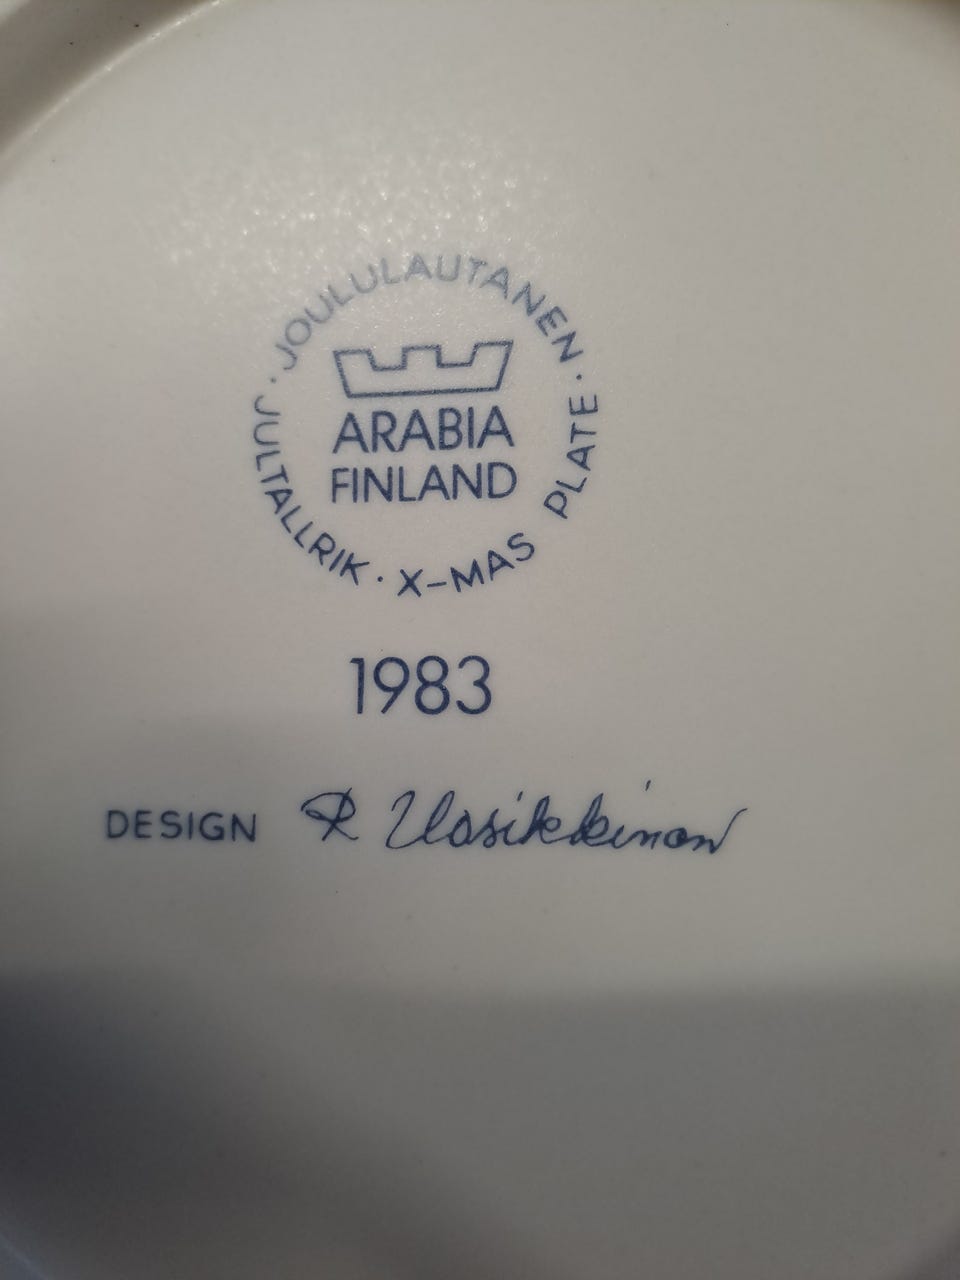 JOULULAUTANEN · X-MAS PLATE · JULTALLRIK ·
ARABIA
FINLAND
1983
DESIGN R Uosikkinen